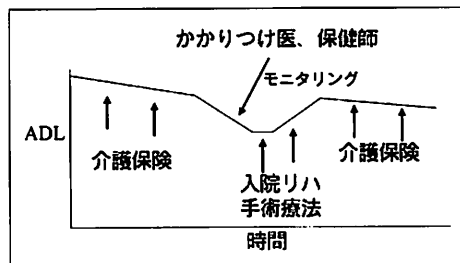 かかりつけ医、保健師
モニタリング
ADL
介護保険
介護保険
入院リハ
手術療法
時間